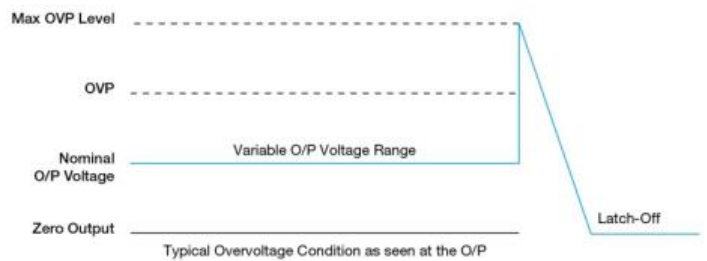 Max OVP Level
OVP
Variable O/P Voltage Range
Nominal
O/P Voltage
Latch-Off
Zero Output
Typical Overvoltage Condition as seen at the O/P